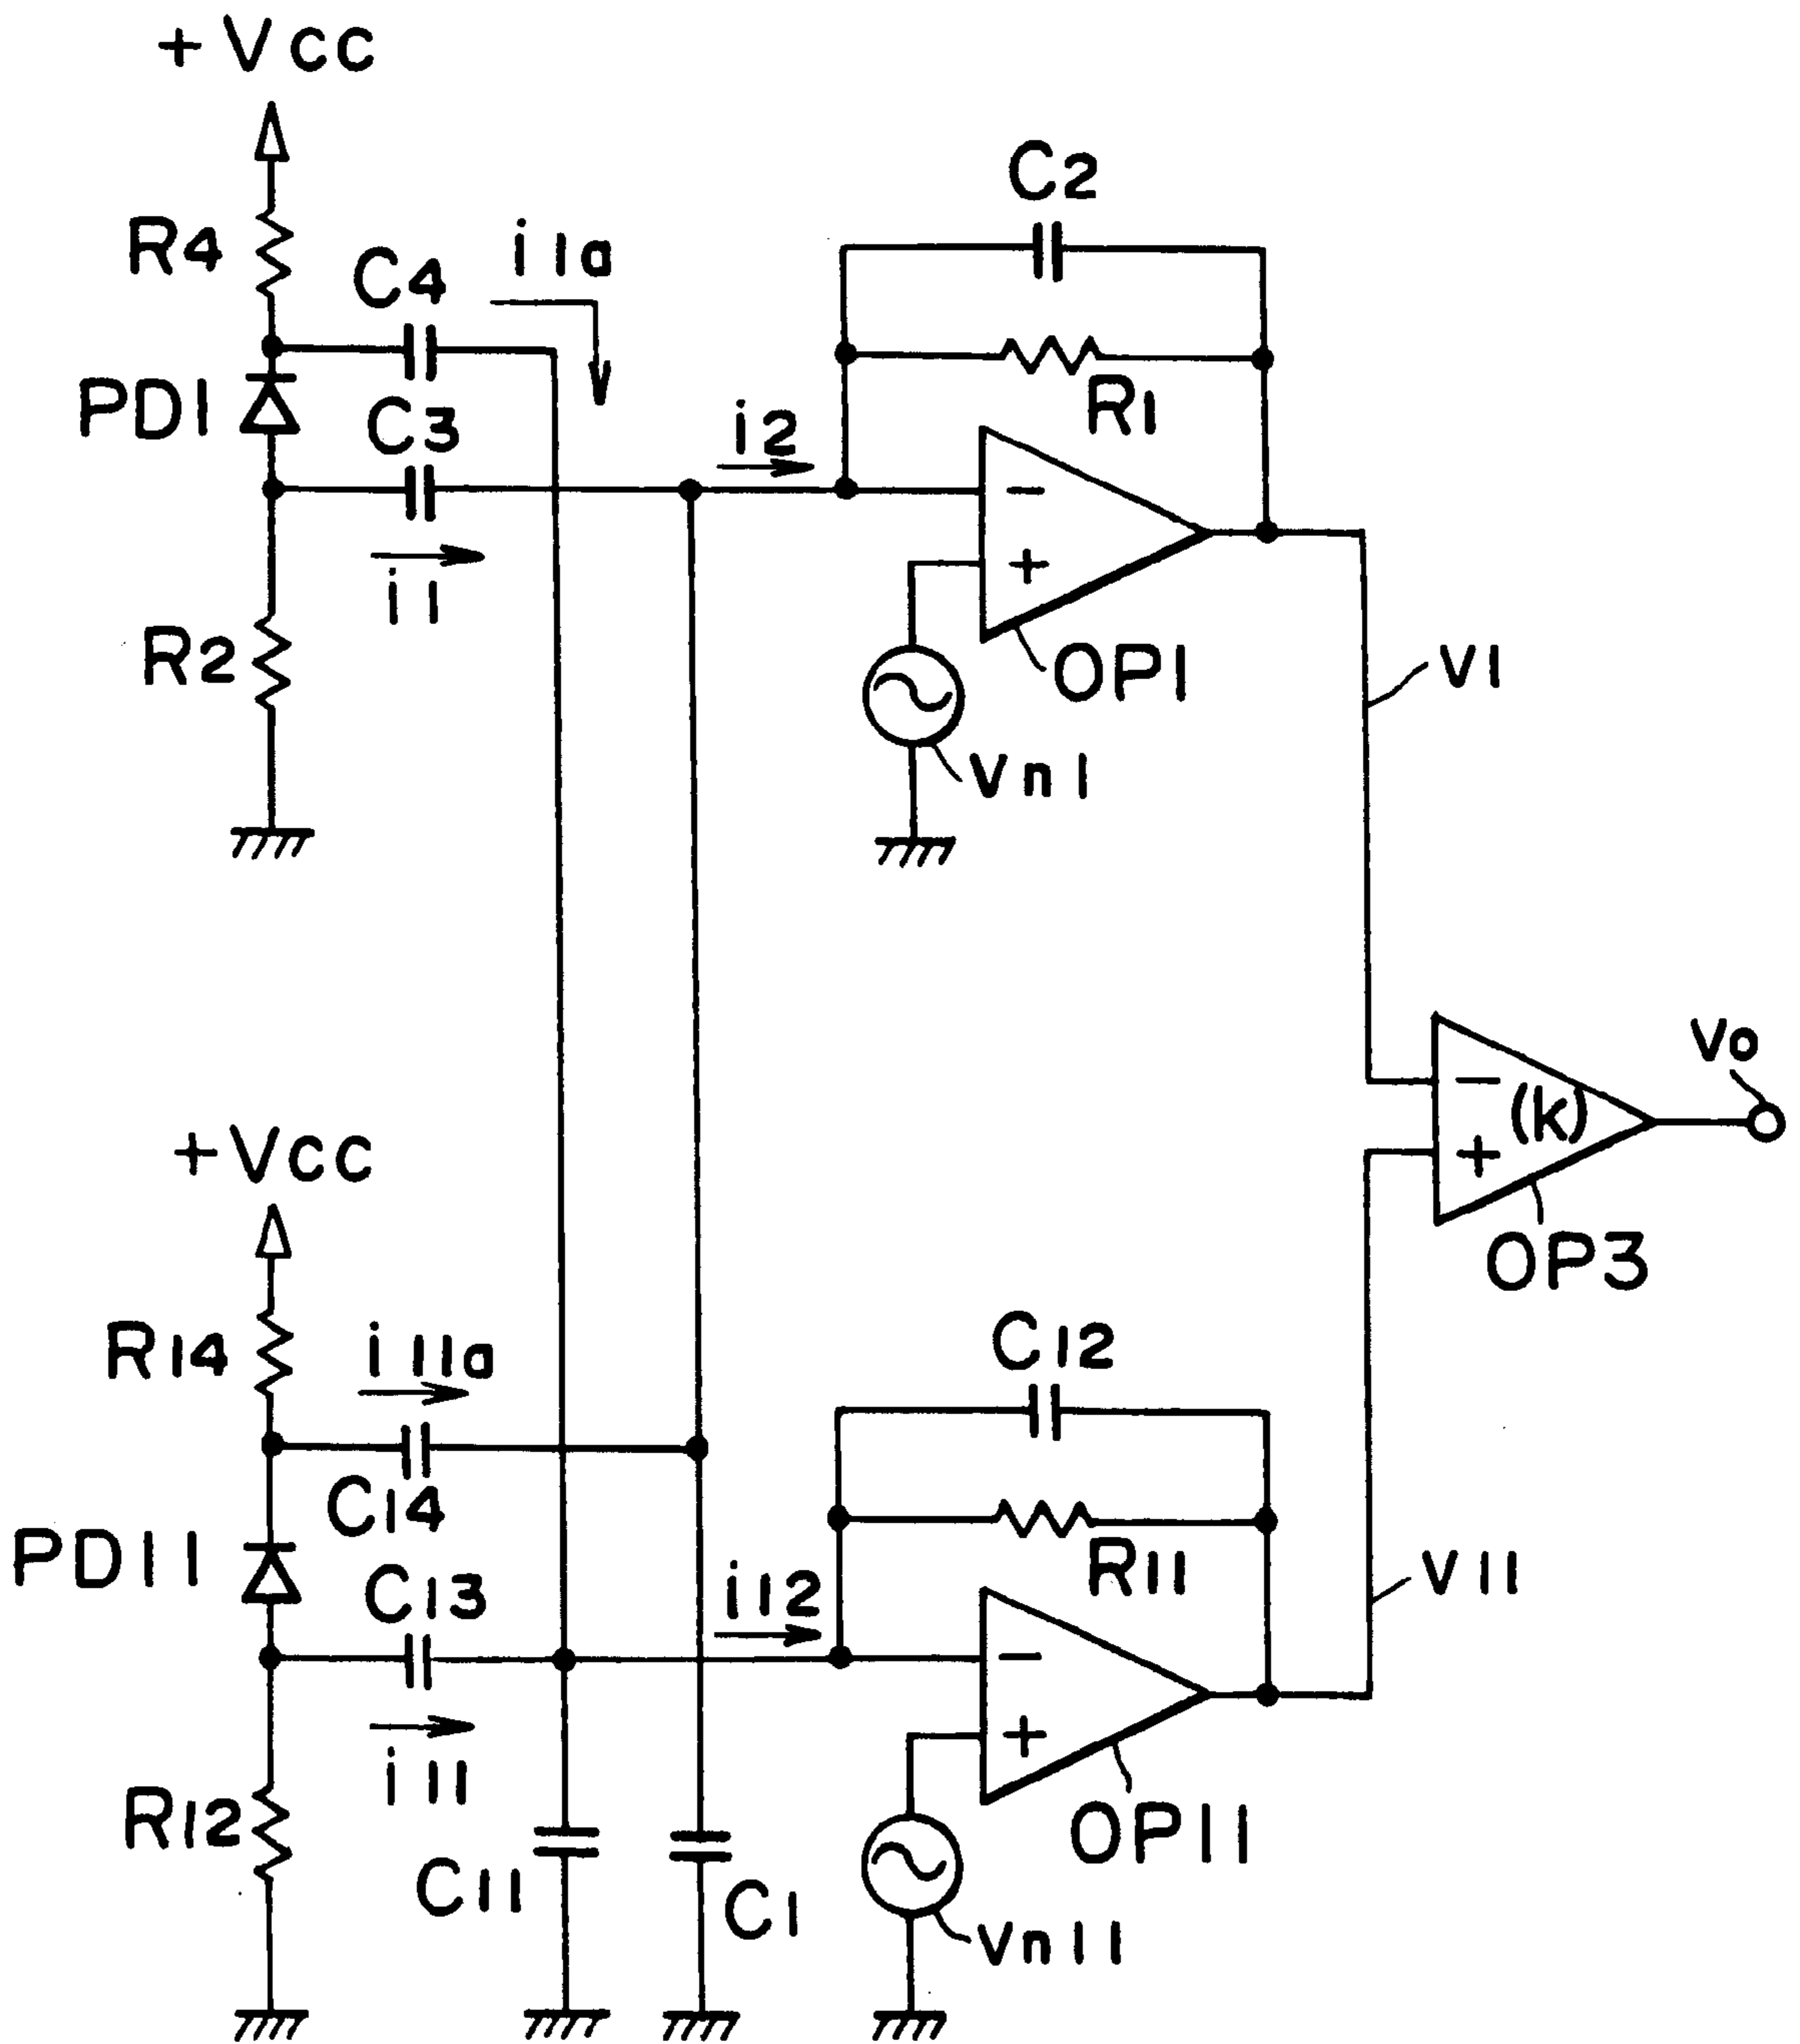 +Vcc
R4
C4
i1a
C2
PD1
C3
i2
R1
-
+
i1
R2
OP1
V1
Vn1
Vo
-
(k)
+
+Vcc
OP3
R14
i11a
C12
C14
PD11
C13
i12
R11
V11
-
+
i11
R12
OP11
C11
C1
Vn11